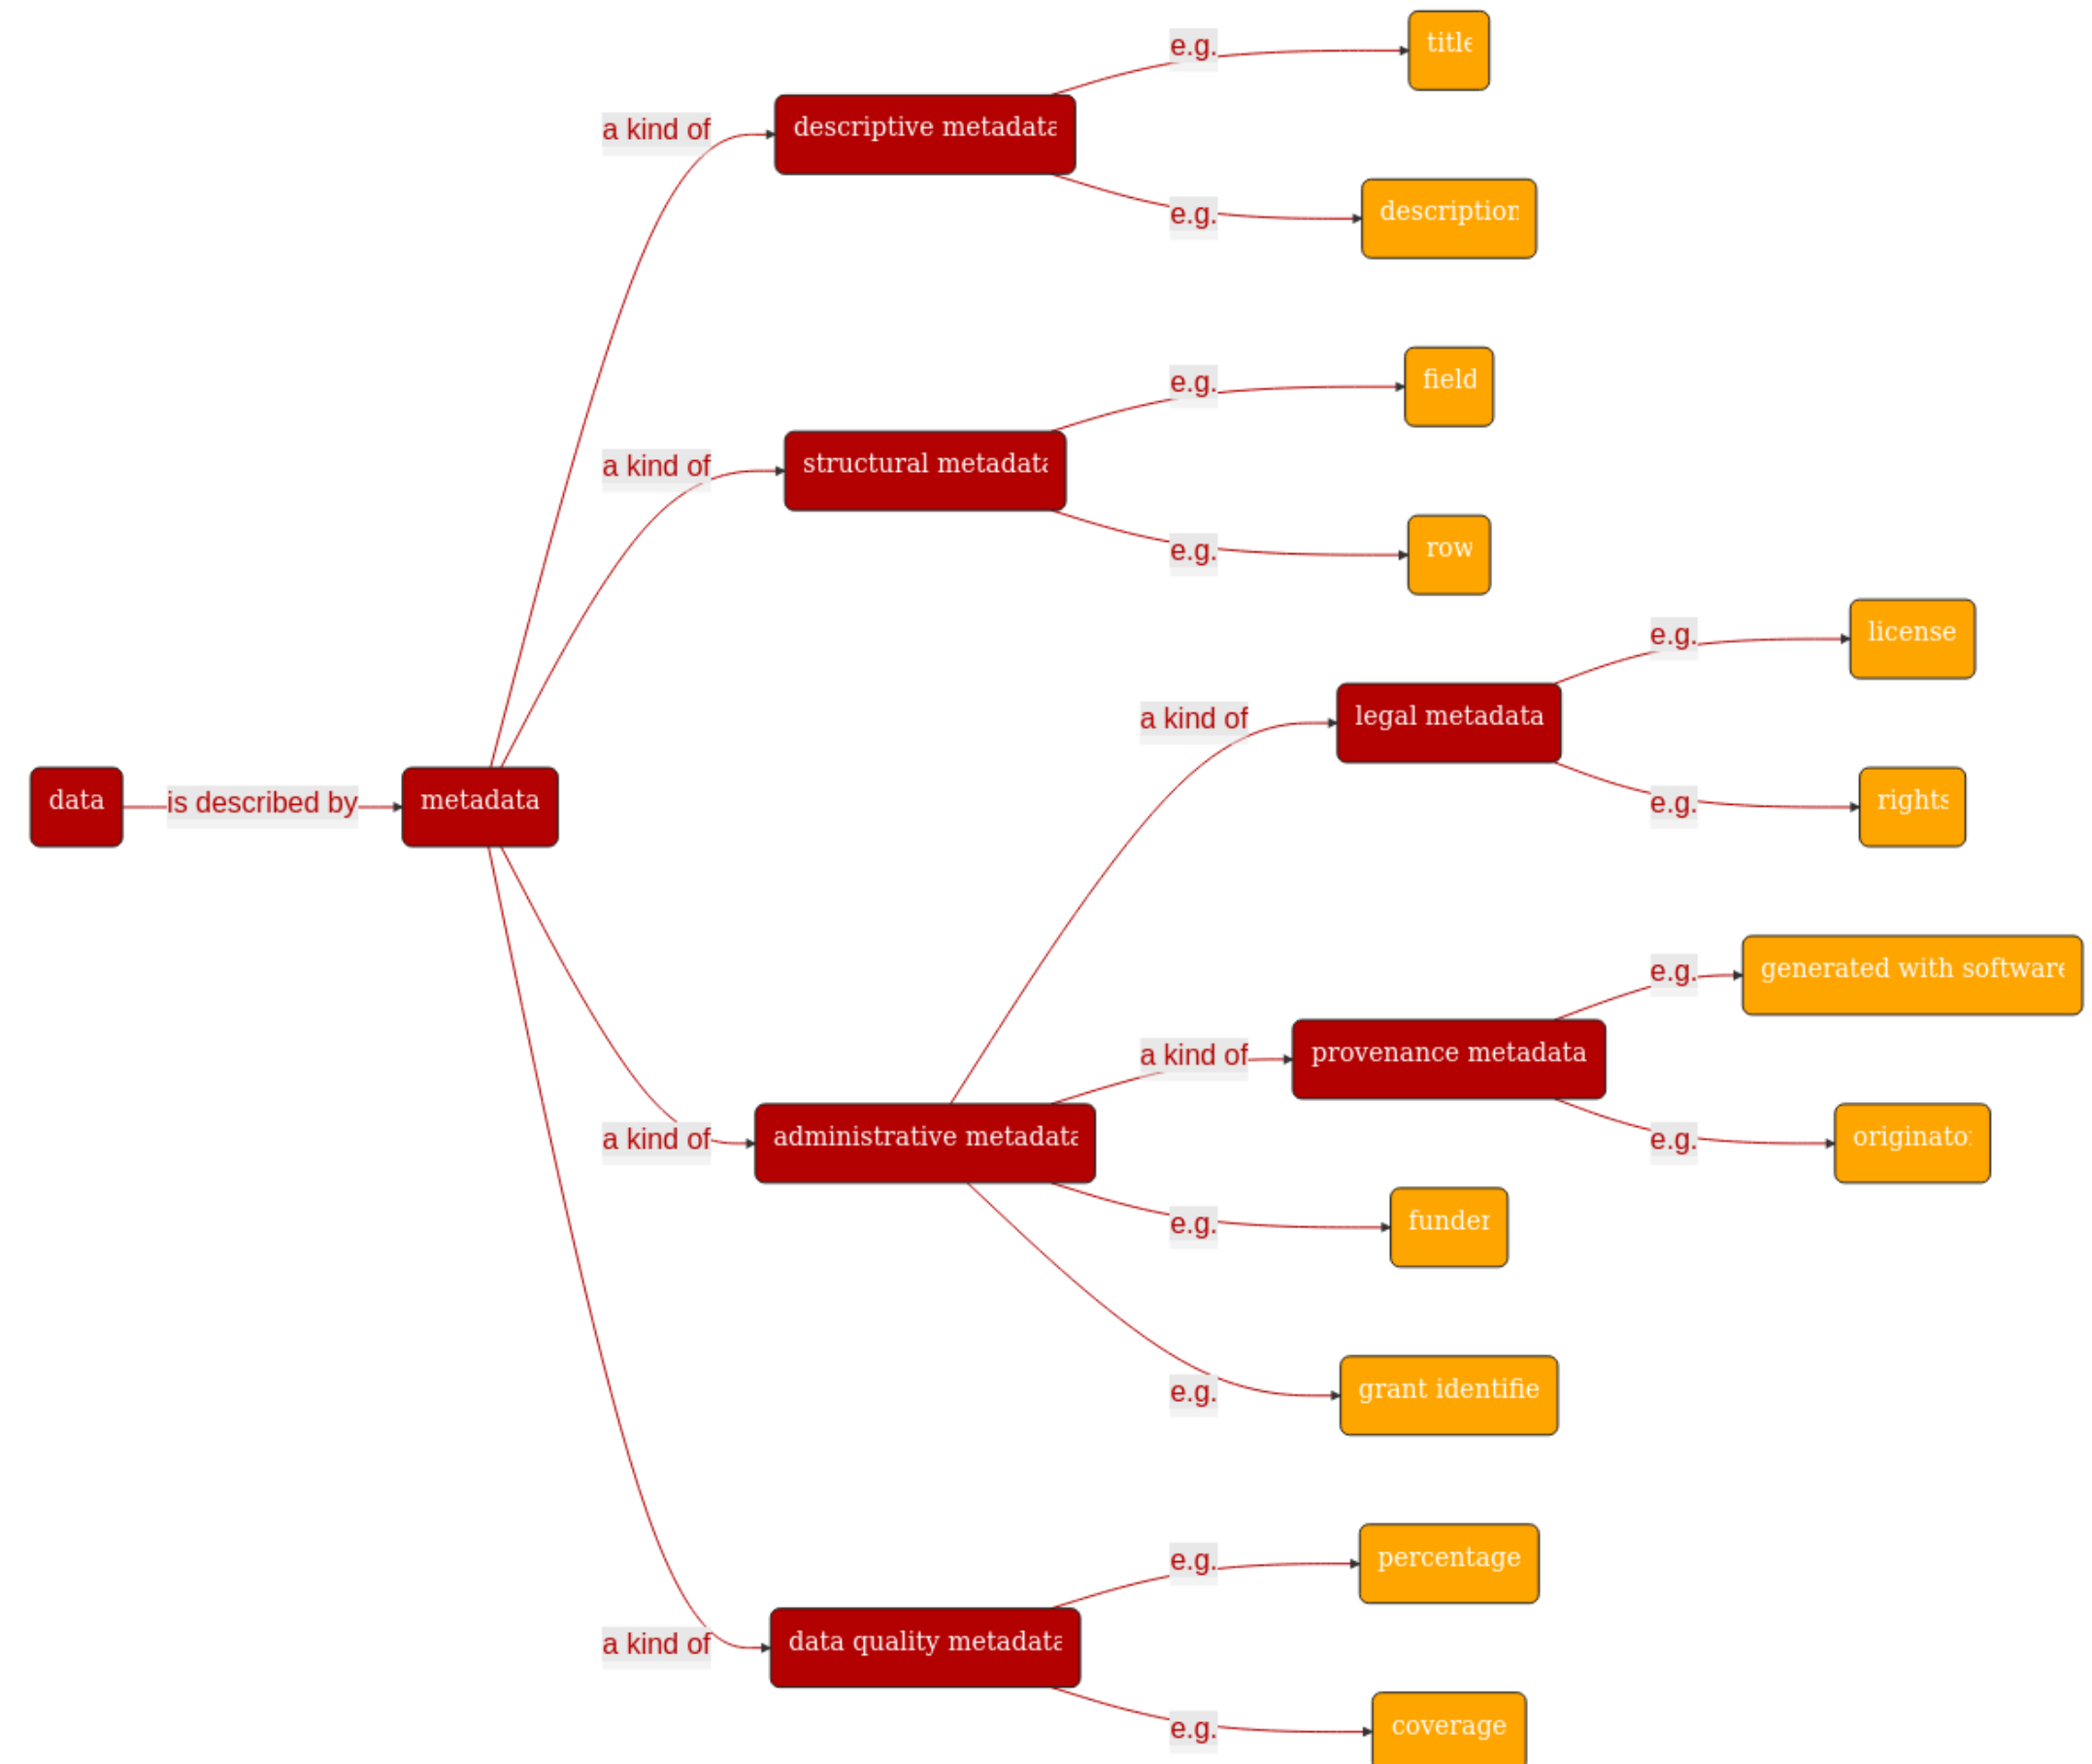 e.g.
title
a kind of
descriptive metadata
e.g.
description
e.g.
field
a kind of
structural metadata
e.g.
row
e.g.
license
a kind of
legal metadata
data
is described by
metadata
e.g.
rights
e.g.
generated with software
a kind of
provenance metadata
a kind of
administrative metadata
e.g.
originator
e.g.
funder
e.g.
grant identifie
e.g.
percentage
a kind of
data quality metadata
e.g.
coverage